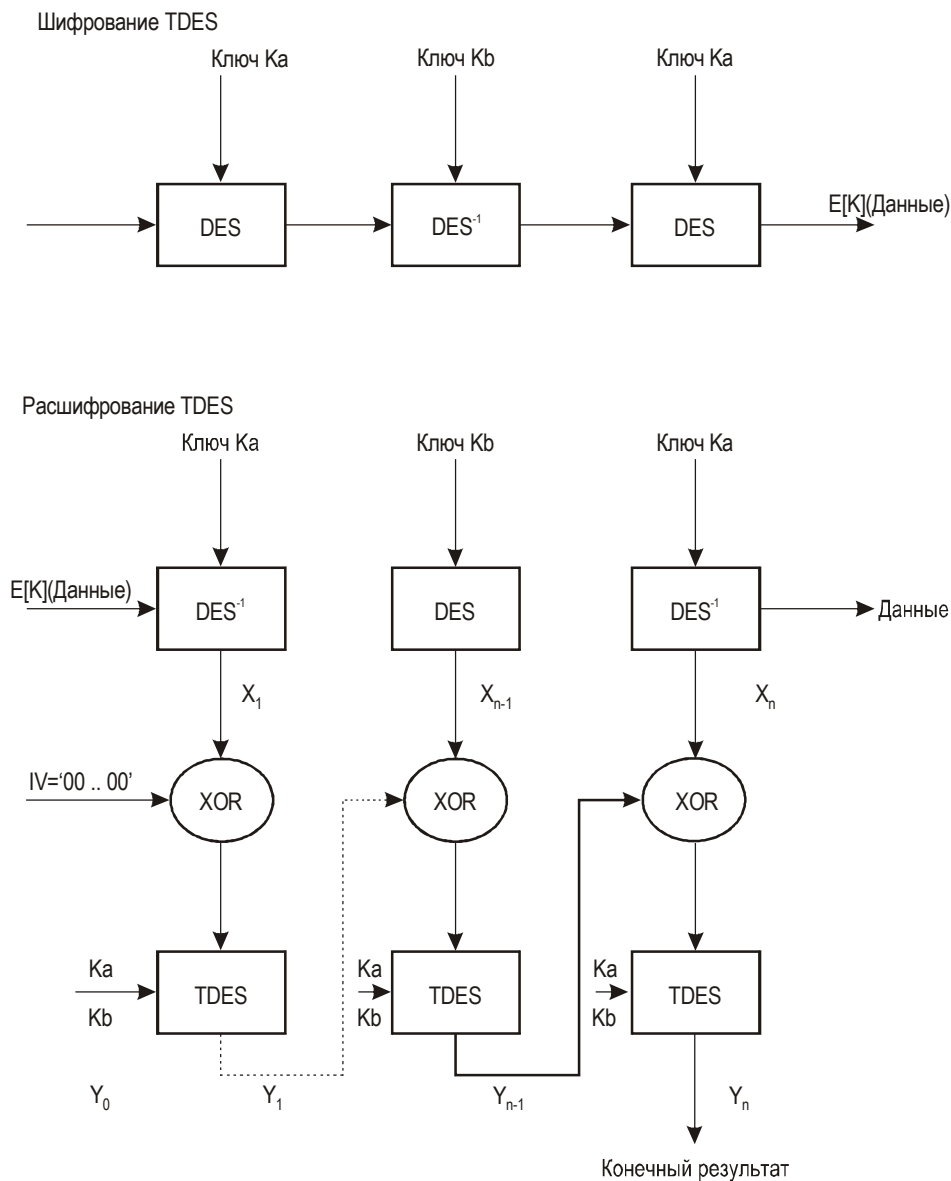 Шифрование TDES
Ключ Ka
Ключ Kb
Ключ Ka
DES
DES⁻¹
DES
E[K](Данные)
Расшифрование TDES
Ключ Ka
Ключ Kb
Ключ Ka
E[K](Данные)
DES⁻¹
DES
DES⁻¹
Данные
X₁
Xₙ₋₁
Xₙ
IV=‘00 .. 00’
XOR
XOR
XOR
Ka
Kb
TDES
Ka
Kb
TDES
Ka
Kb
TDES
Y₀
Y₁
Yₙ₋₁
Yₙ
Конечный результат